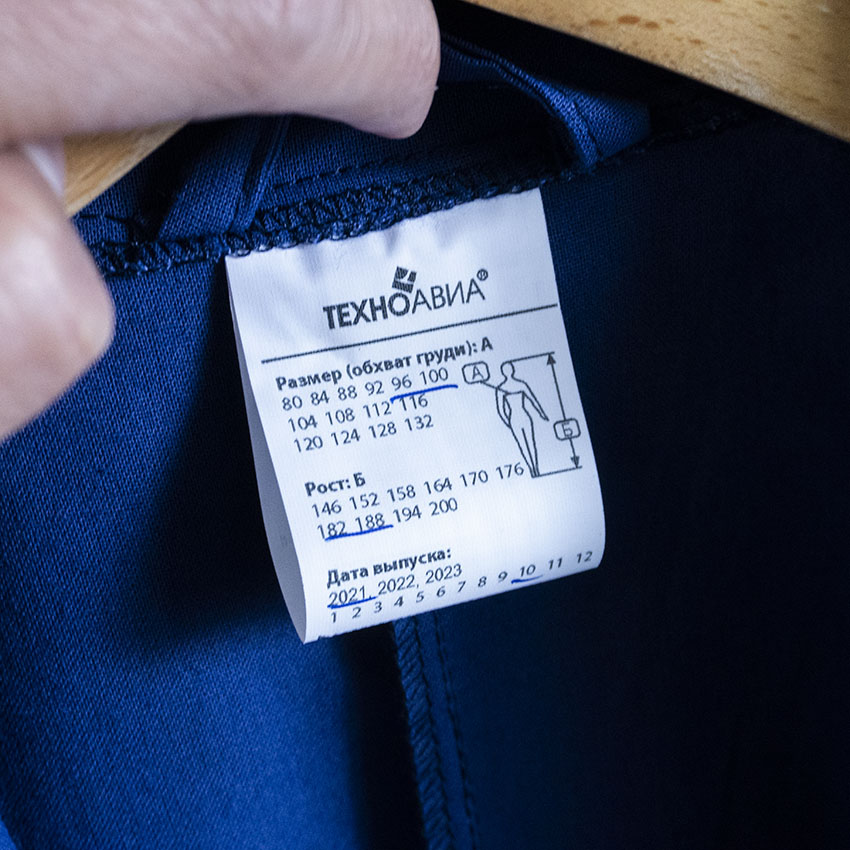 ТЕХНОАВИА®
Размер (обхват груди): А
80 84 88 92 96 100
104 108 112 116
120 124 128 132
А
Б
Рост: Б
146 152 158 164 170 176
182 188 194 200
Дата выпуска:
2021, 2022, 2023
1 2 3 4 5 6 7 8 9 10 11 12